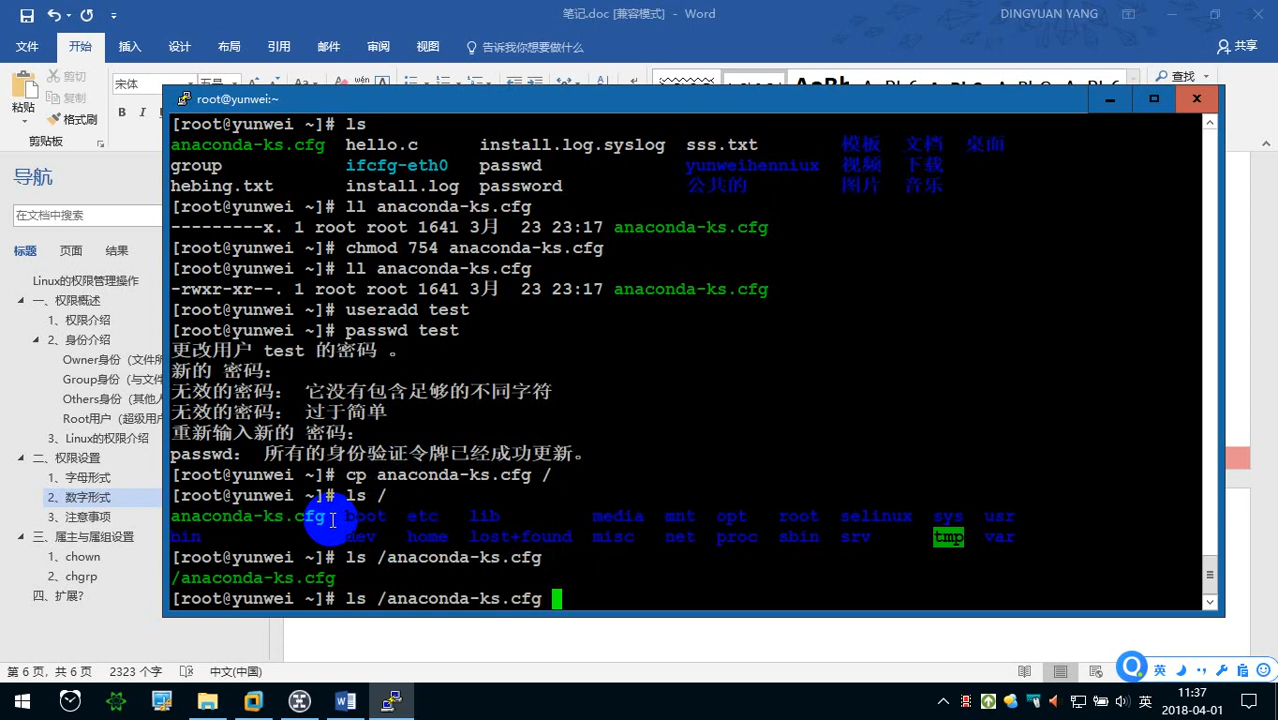 笔记.doc [兼容模式] - Word
DINGYUAN YANG
文件 开始 插入 设计 布局 引用 邮件 审阅 视图 告诉我你想要做什么 共享
粘贴 剪切 宋体 五号 查找
复制
格式刷
剪贴板
导航
在文档中搜索
标题 页面 结果
Linux的权限管理操作
一、权限概述
1、权限介绍
2、身份介绍
Owner身份（文件所
Group身份（与文件
Others身份（其他人
Root用户（超级用户
3、Linux的权限介绍
二、权限设置
1、字母形式
2、数字形式
3、注意事项
三、属主与属组设置
1、chown
2、chgrp
四、扩展?
root@yunwei:~
[root@yunwei ~]# ls
anaconda-ks.cfg hello.c install.log.syslog sss.txt 模板 文档 桌面
group ifcfg-eth0 passwd yunweihenniux 视频 下载
hebing.txt install.log password 公共的 图片 音乐
[root@yunwei ~]# ll anaconda-ks.cfg
---------x. 1 root root 1641 3月 23 23:17 anaconda-ks.cfg
[root@yunwei ~]# chmod 754 anaconda-ks.cfg
[root@yunwei ~]# ll anaconda-ks.cfg
-rwxr-xr--. 1 root root 1641 3月 23 23:17 anaconda-ks.cfg
[root@yunwei ~]# useradd test
[root@yunwei ~]# passwd test
更改用户 test 的密码 。
新的 密码：
无效的密码： 它没有包含足够的不同字符
无效的密码： 过于简单
重新输入新的 密码：
passwd： 所有的身份验证令牌已经成功更新。
[root@yunwei ~]# cp anaconda-ks.cfg /
[root@yunwei ~]# ls /
anaconda-ks.cfg boot etc lib media mnt opt root selinux sys usr
bin dev home lost+found misc net proc sbin srv tmp var
[root@yunwei ~]# ls /anaconda-ks.cfg
/anaconda-ks.cfg
[root@yunwei ~]# ls /anaconda-ks.cfg
第 6 页，共 6 页 2323 个字 中文(中国)
英
英 11:37
2018-04-01